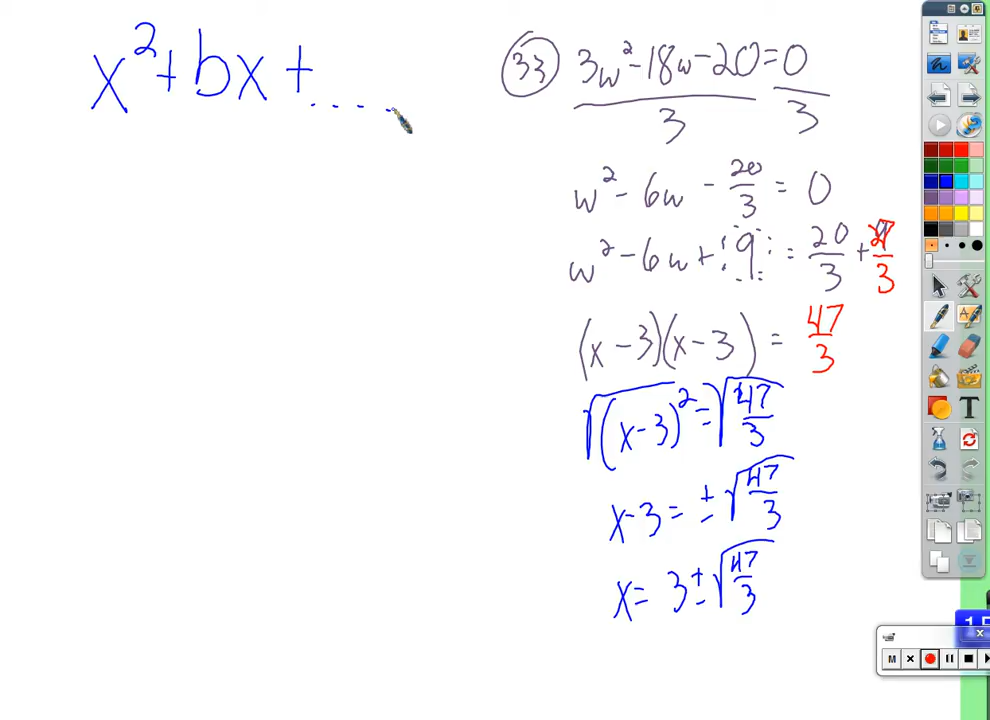 x² + bx + ....
33 3w² - 18w - 20 = 0
3 3
w² - 6w - 20/3 = 0
w² - 6w + 9 = 20/3 + 27/3
(x - 3)(x - 3) = 47/3
√(x - 3)² = √47/3
x - 3 = ± √47/3
x = 3 ± √47/3